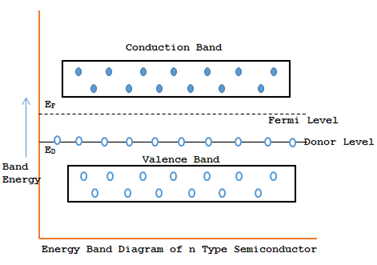 Conduction Band
EF
Fermi Level
Donor Level
ED
Valence Band
Band
Energy
Energy Band Diagram of n Type Semiconductor